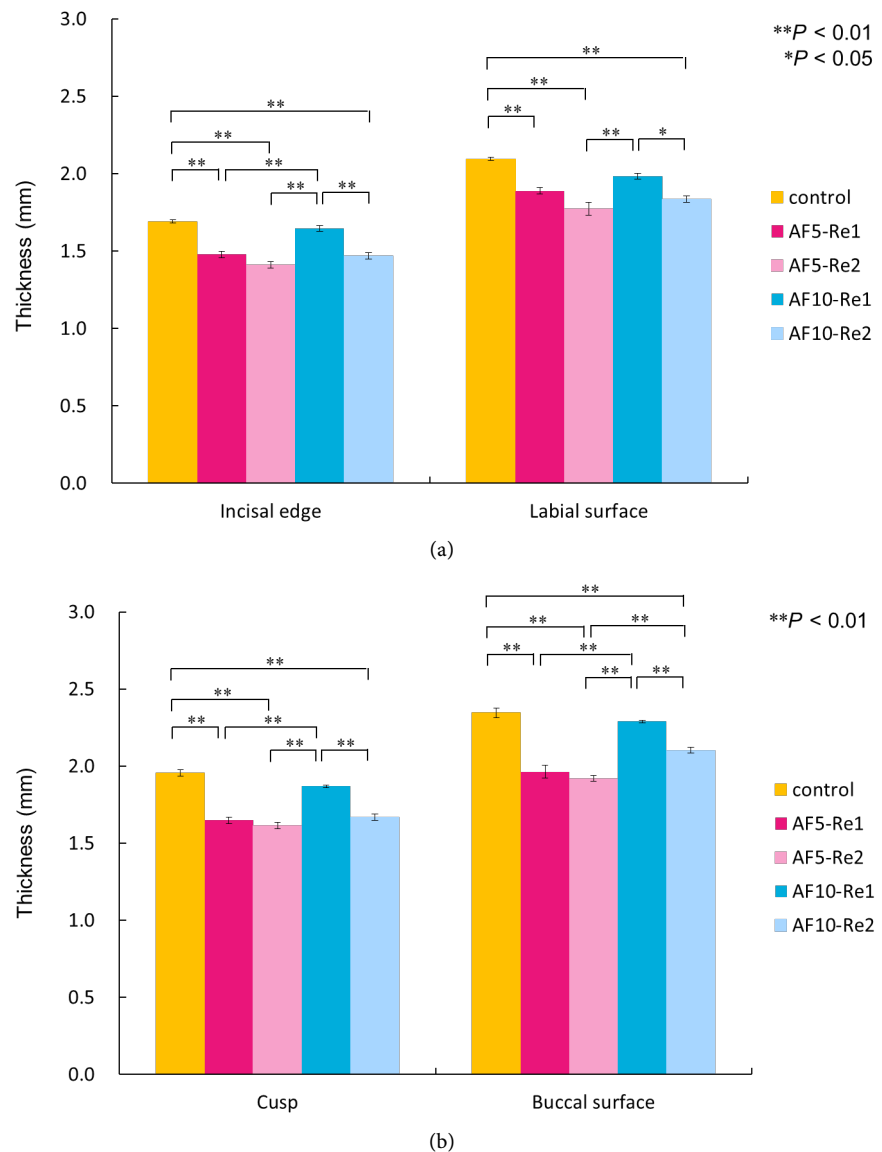 **P < 0.01
*P < 0.05
Thickness (mm)
3.0
2.5
2.0
1.5
1.0
0.5
0.0
**
**
**
**
**
**
**
**
**
**
*
Incisal edge
Labial surface
control
AF5-Re1
AF5-Re2
AF10-Re1
AF10-Re2
(a)
**P < 0.01
Thickness (mm)
3.0
2.5
2.0
1.5
1.0
0.5
0.0
**
**
**
**
**
**
**
**
**
**
**
**
**
Cusp
Buccal surface
control
AF5-Re1
AF5-Re2
AF10-Re1
AF10-Re2
(b)